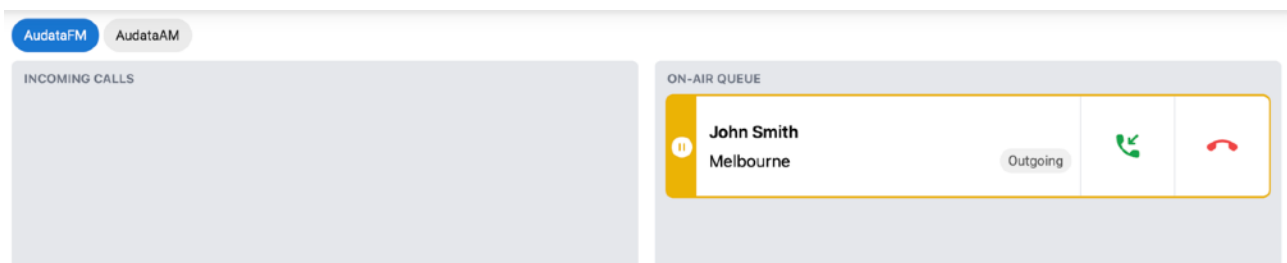 AudataFM
AudataAM
INCOMING CALLS
ON-AIR QUEUE
John Smith
Melbourne
Outgoing